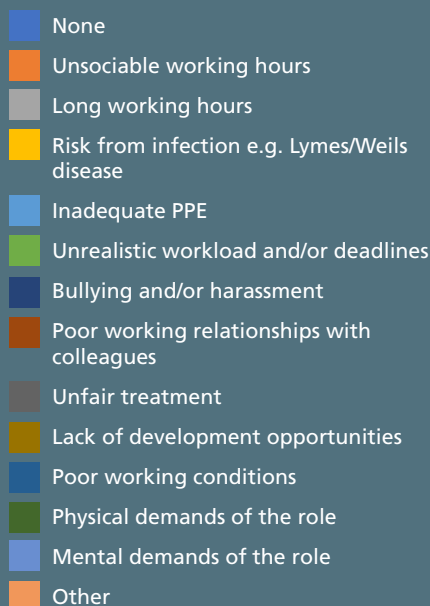 None
Unsociable working hours
Long working hours
Risk from infection e.g. Lymes/Weils
disease
Inadequate PPE
Unrealistic workload and/or deadlines
Bullying and/or harassment
Poor working relationships with
colleagues
Unfair treatment
Lack of development opportunities
Poor working conditions
Physical demands of the role
Mental demands of the role
Other